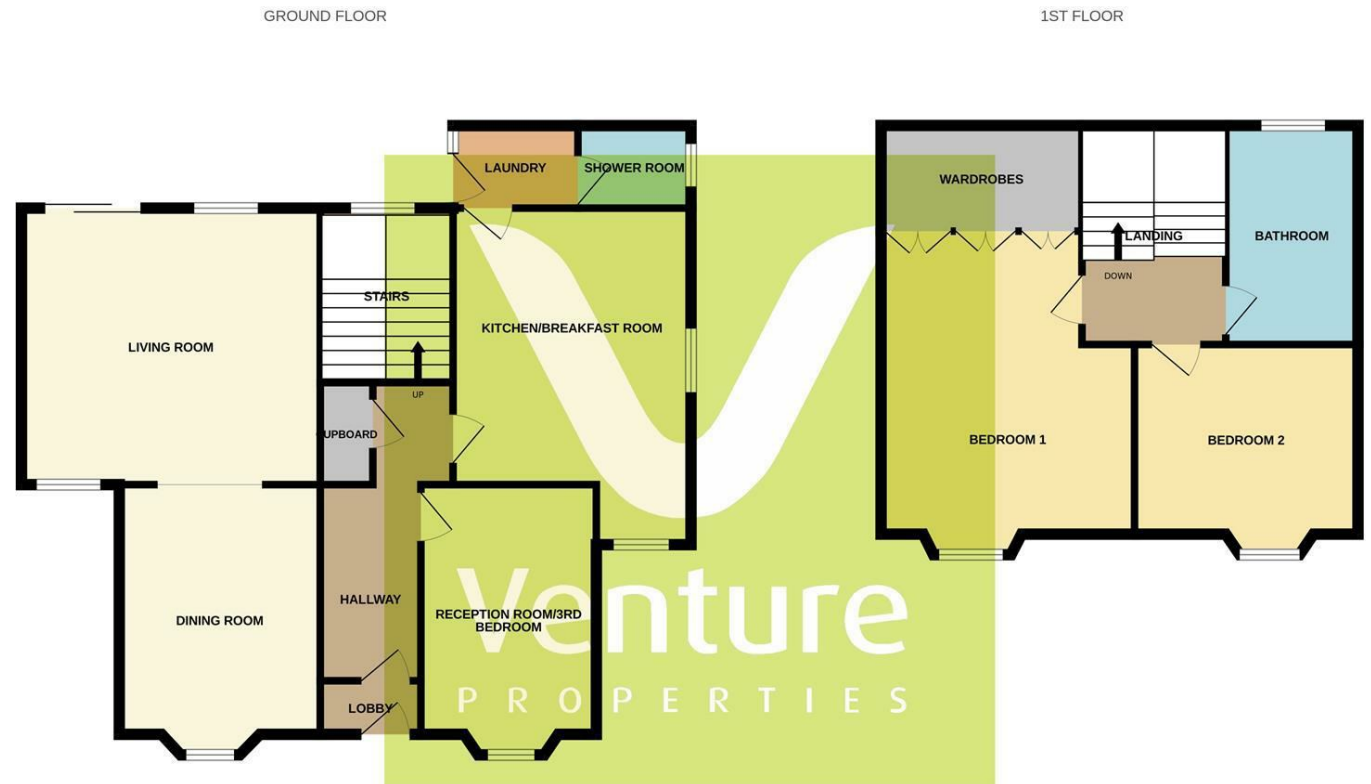 GROUND FLOOR
1ST FLOOR
LAUNDRY
SHOWER ROOM
STAIRS
LIVING ROOM
KITCHEN/BREAKFAST ROOM
UP
UPBOARD
HALLWAY
DINING ROOM
RECEPTION ROOM/3RD
BEDROOM
LOBBY
WARDROBES
LANDING
BATHROOM
DOWN
BEDROOM 1
BEDROOM 2
Venture
PROPERTIES